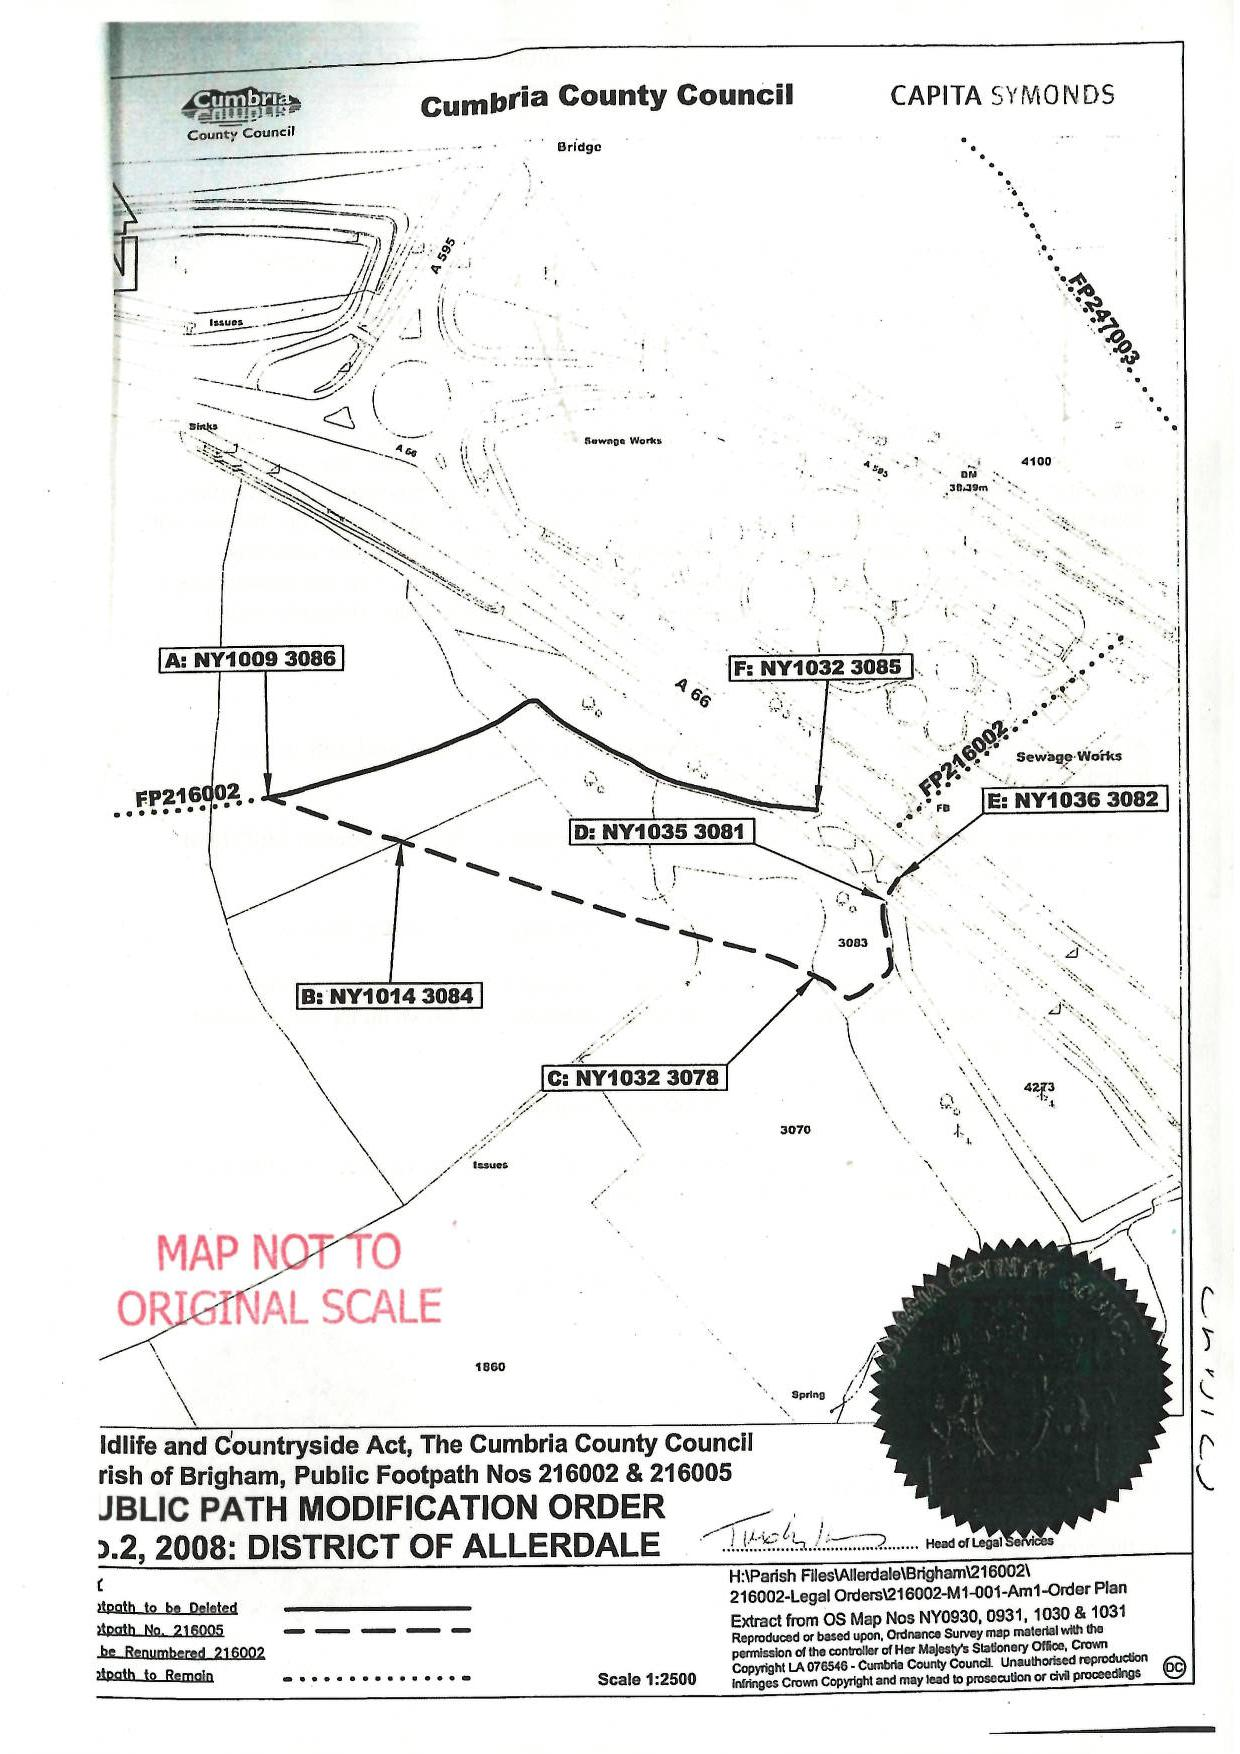 Cumbria
County Council
Cumbria County Council
CAPITA SYMONDS
Bridge
A 595
FP247003
Issues
Sinks
A 66
Sewage Works
A 595
BM
38.39m
4100
A: NY1009 3086
F: NY1032 3085
A 66
FP216002
Sewage Works
FP216002
FB
E: NY1036 3082
D: NY1035 3081
3083
B: NY1014 3084
C: NY1032 3078
4273
3070
Issues
MAP NOT TO
ORIGINAL SCALE
1860
Spring
ldlife and Countryside Act, The Cumbria County Council
rish of Brigham, Public Footpath Nos 216002 & 216005
JBLIC PATH MODIFICATION ORDER
.2, 2008: DISTRICT OF ALLERDALE
Head of Legal Services
tpath to be Deleted
tpath No. 216005
be Renumbered 216002
tpath to Remain
Scale 1:2500
H:\Parish Files\Allerdale\Brigham\216002\
216002-Legal Orders\216002-M1-001-Am1-Order Plan
Extract from OS Map Nos NY0930, 0931, 1030 & 1031
Reproduced or based upon, Ordnance Survey map material with the
permission of the controller of Her Majesty's Stationery Office, Crown
Copyright LA 076546 - Cumbria County Council. Unauthorised reproduction
infringes Crown Copyright and may lead to prosecution or civil proceedings
DC